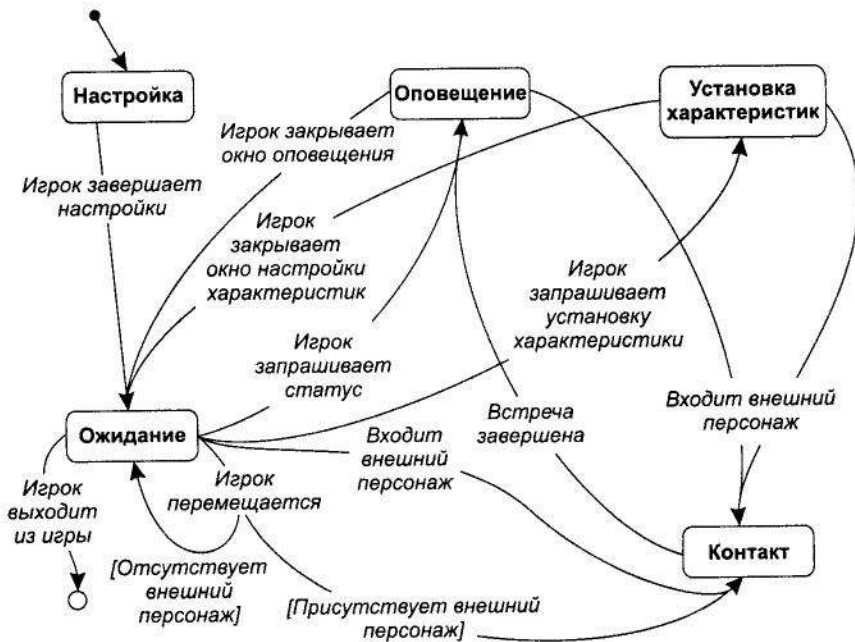 Настройка
Оповещение
Установка
характеристик
Игрок закрывает
окно оповещения
Игрок завершает
настройки
Игрок
закрывает
окно настройки
характеристик
Игрок
запрашивает
установку
характеристики
Игрок
запрашивает
статус
Ожидание
Входит
внешний
персонаж
Встреча
завершена
Входит внешний
персонаж
Игрок
выходит
из игры
Игрок
перемещается
Контакт
[Отсутствует
внешний
персонаж]
[Присутствует внешний
персонаж]